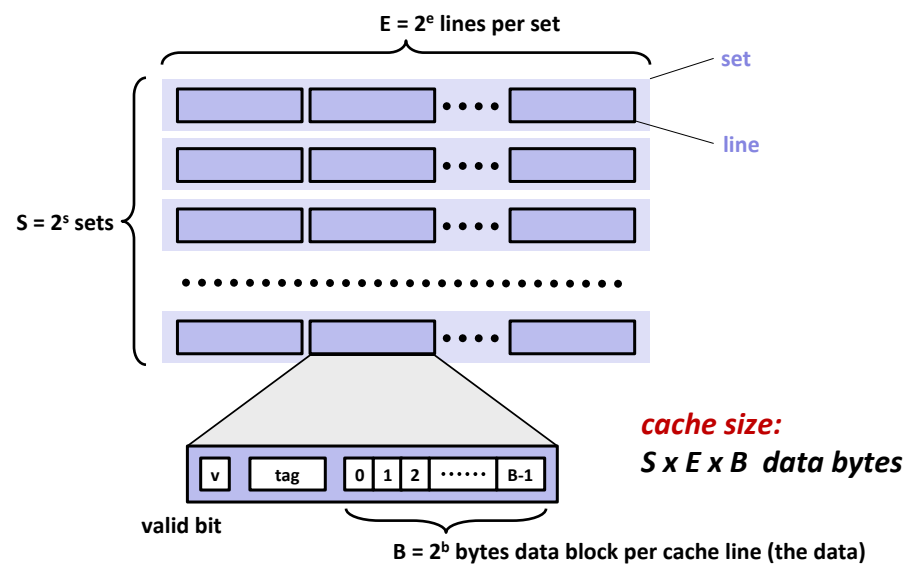 E = 2ᵉ lines per set
set
line
S = 2ˢ sets
v
tag
0 1 2 B-1
valid bit
B = 2ᵇ bytes data block per cache line (the data)
cache size:
S x E x B data bytes